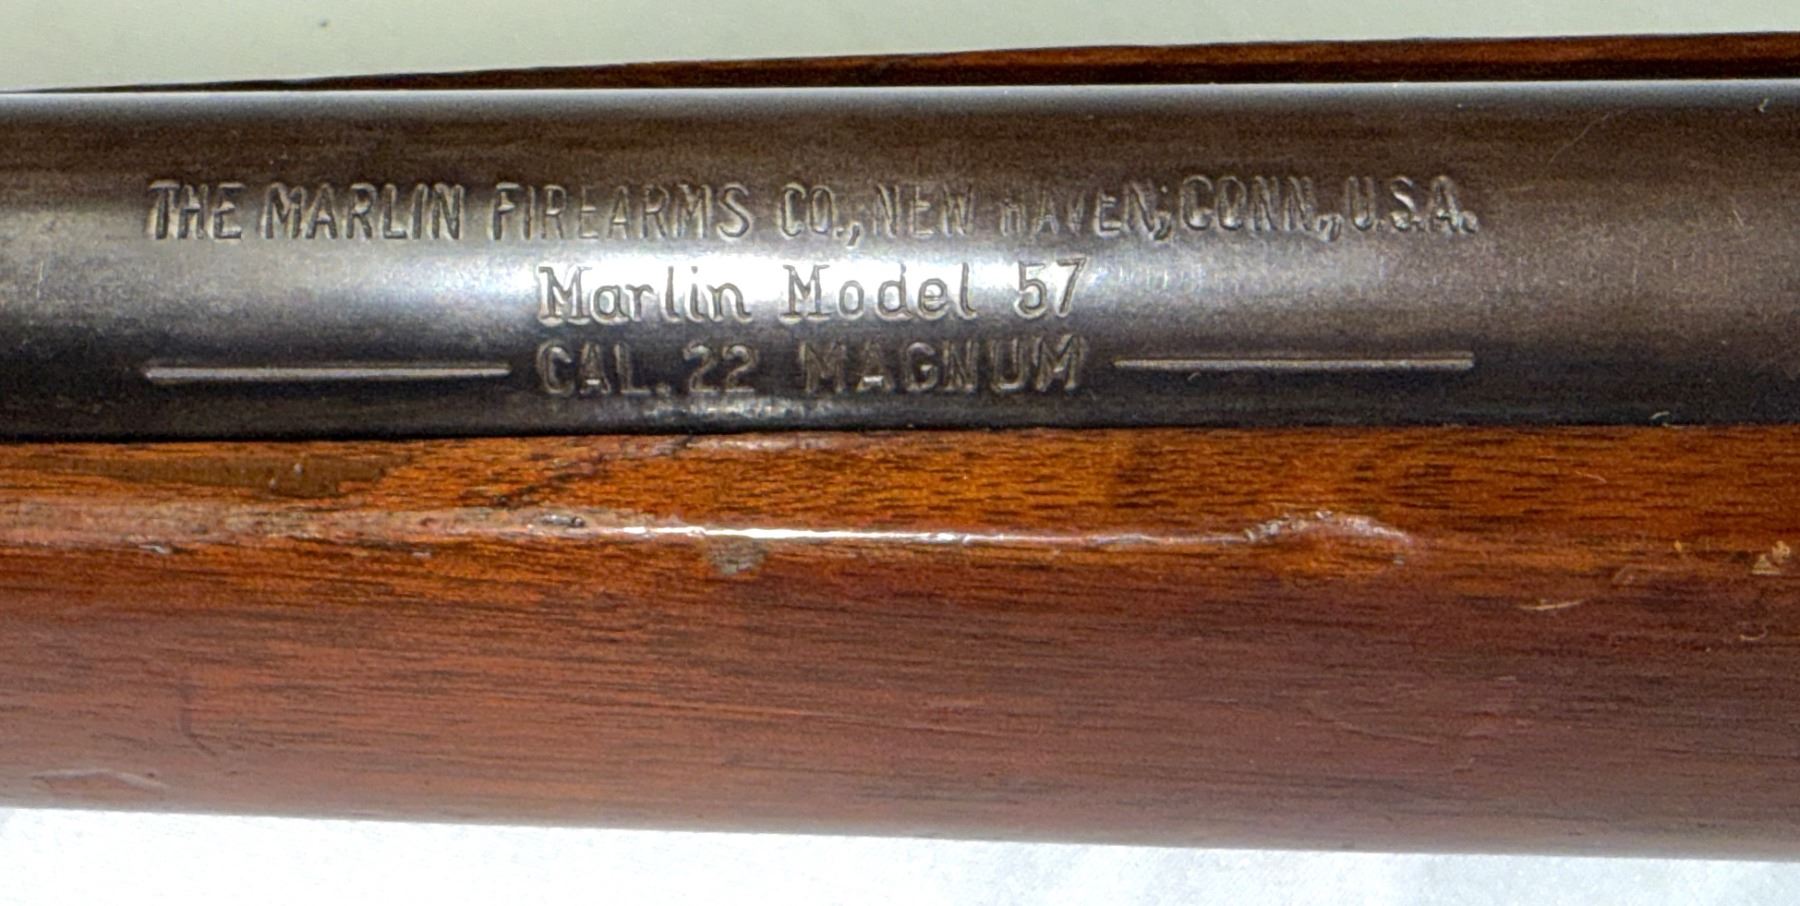 THE MARLIN FIREARMS CO., NEW HAVEN, CONN., U.S.A.
Marlin Model 57
CAL. 22 MAGNUM